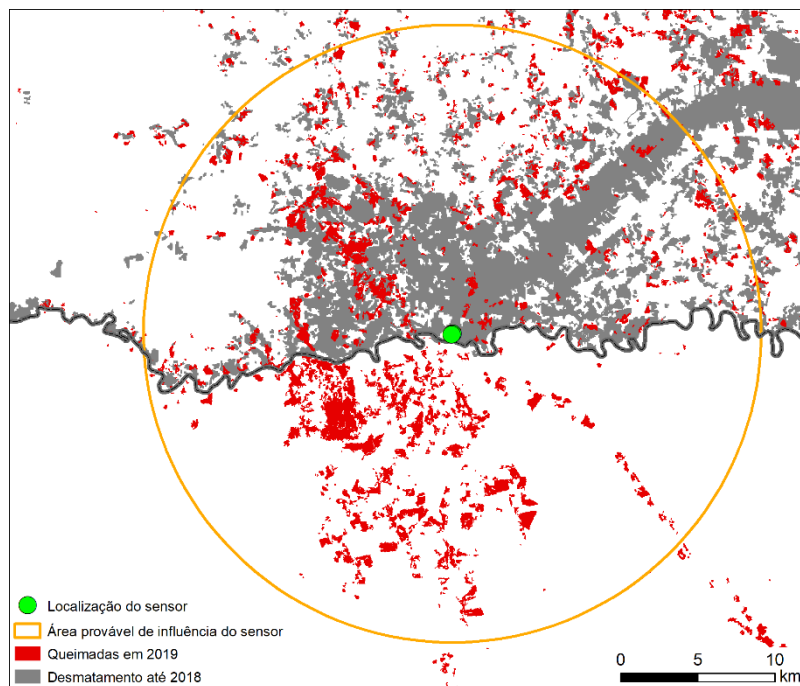 Localização do sensor
Área provável de influência do sensor
Queimadas em 2019
Desmatamento até 2018
0 5 10
km